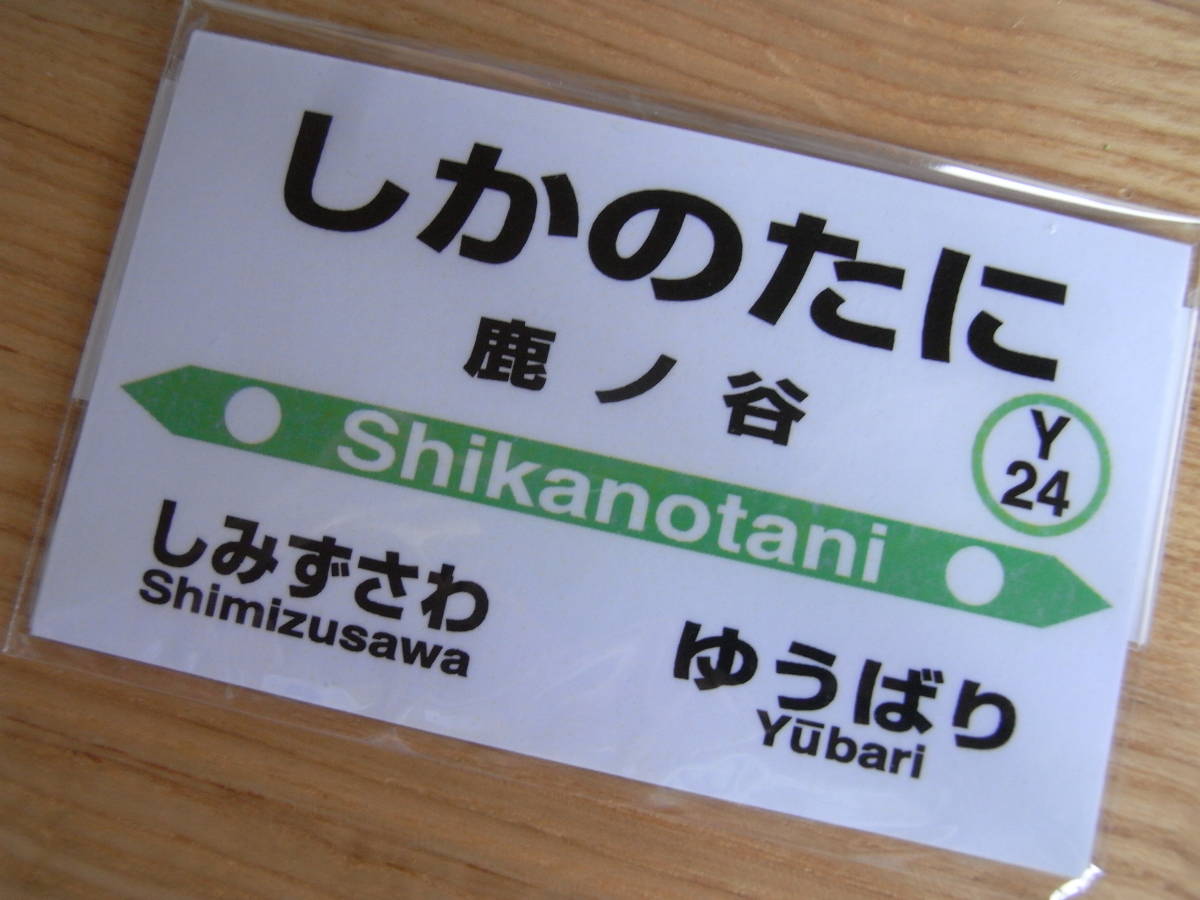 しかのたに
鹿ノ谷
Y
24
Shikanotani
しみずさわ
Shimizusawa
ゆうばり
Yūbari